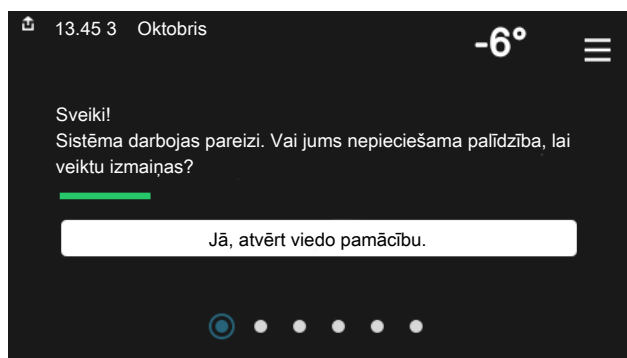 13.45 3 Oktobris
-6°
Sveiki!
Sistēma darbojas pareizi. Vai jums nepieciešama palīdzība, lai
veiktu izmaiņas?
Jā, atvērt viedo pamācību.